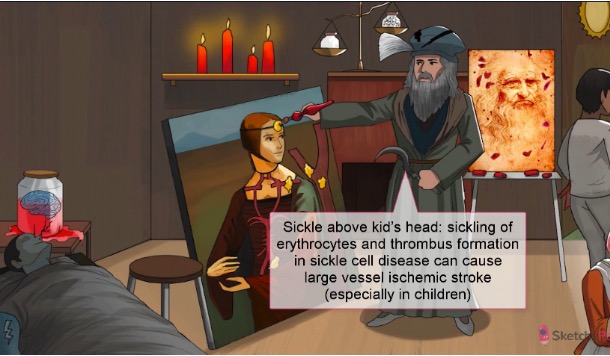 Sickle above kid's head: sickling of
erythrocytes and thrombus formation
in sickle cell disease can cause
large vessel ischemic stroke
(especially in children)
Sketchy